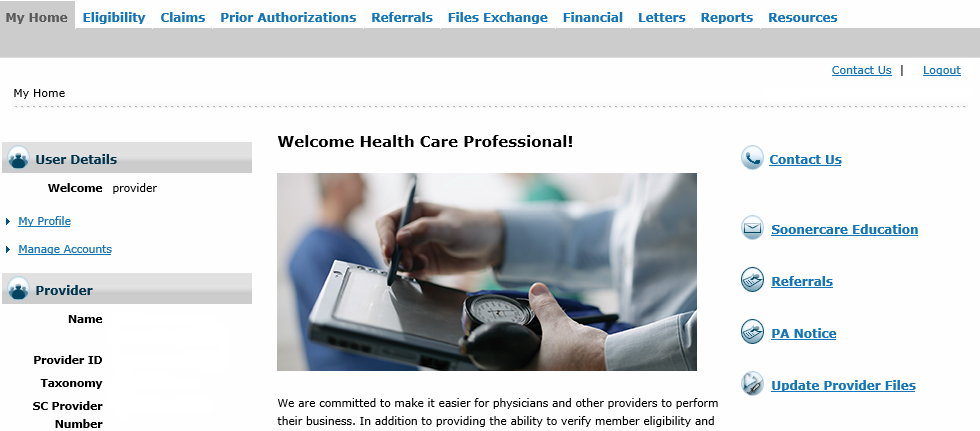 My Home Eligibility Claims Prior Authorizations Referrals Files Exchange Financial Letters Reports Resources
Contact Us | Logout
My Home
User Details
Welcome provider
My Profile
Manage Accounts
Provider
Name
Provider ID
Taxonomy
SC Provider
Number
Welcome Health Care Professional!
We are committed to make it easier for physicians and other providers to perform
their business. In addition to providing the ability to verify member eligibility and
Contact Us
Soonercare Education
Referrals
PA Notice
Update Provider Files